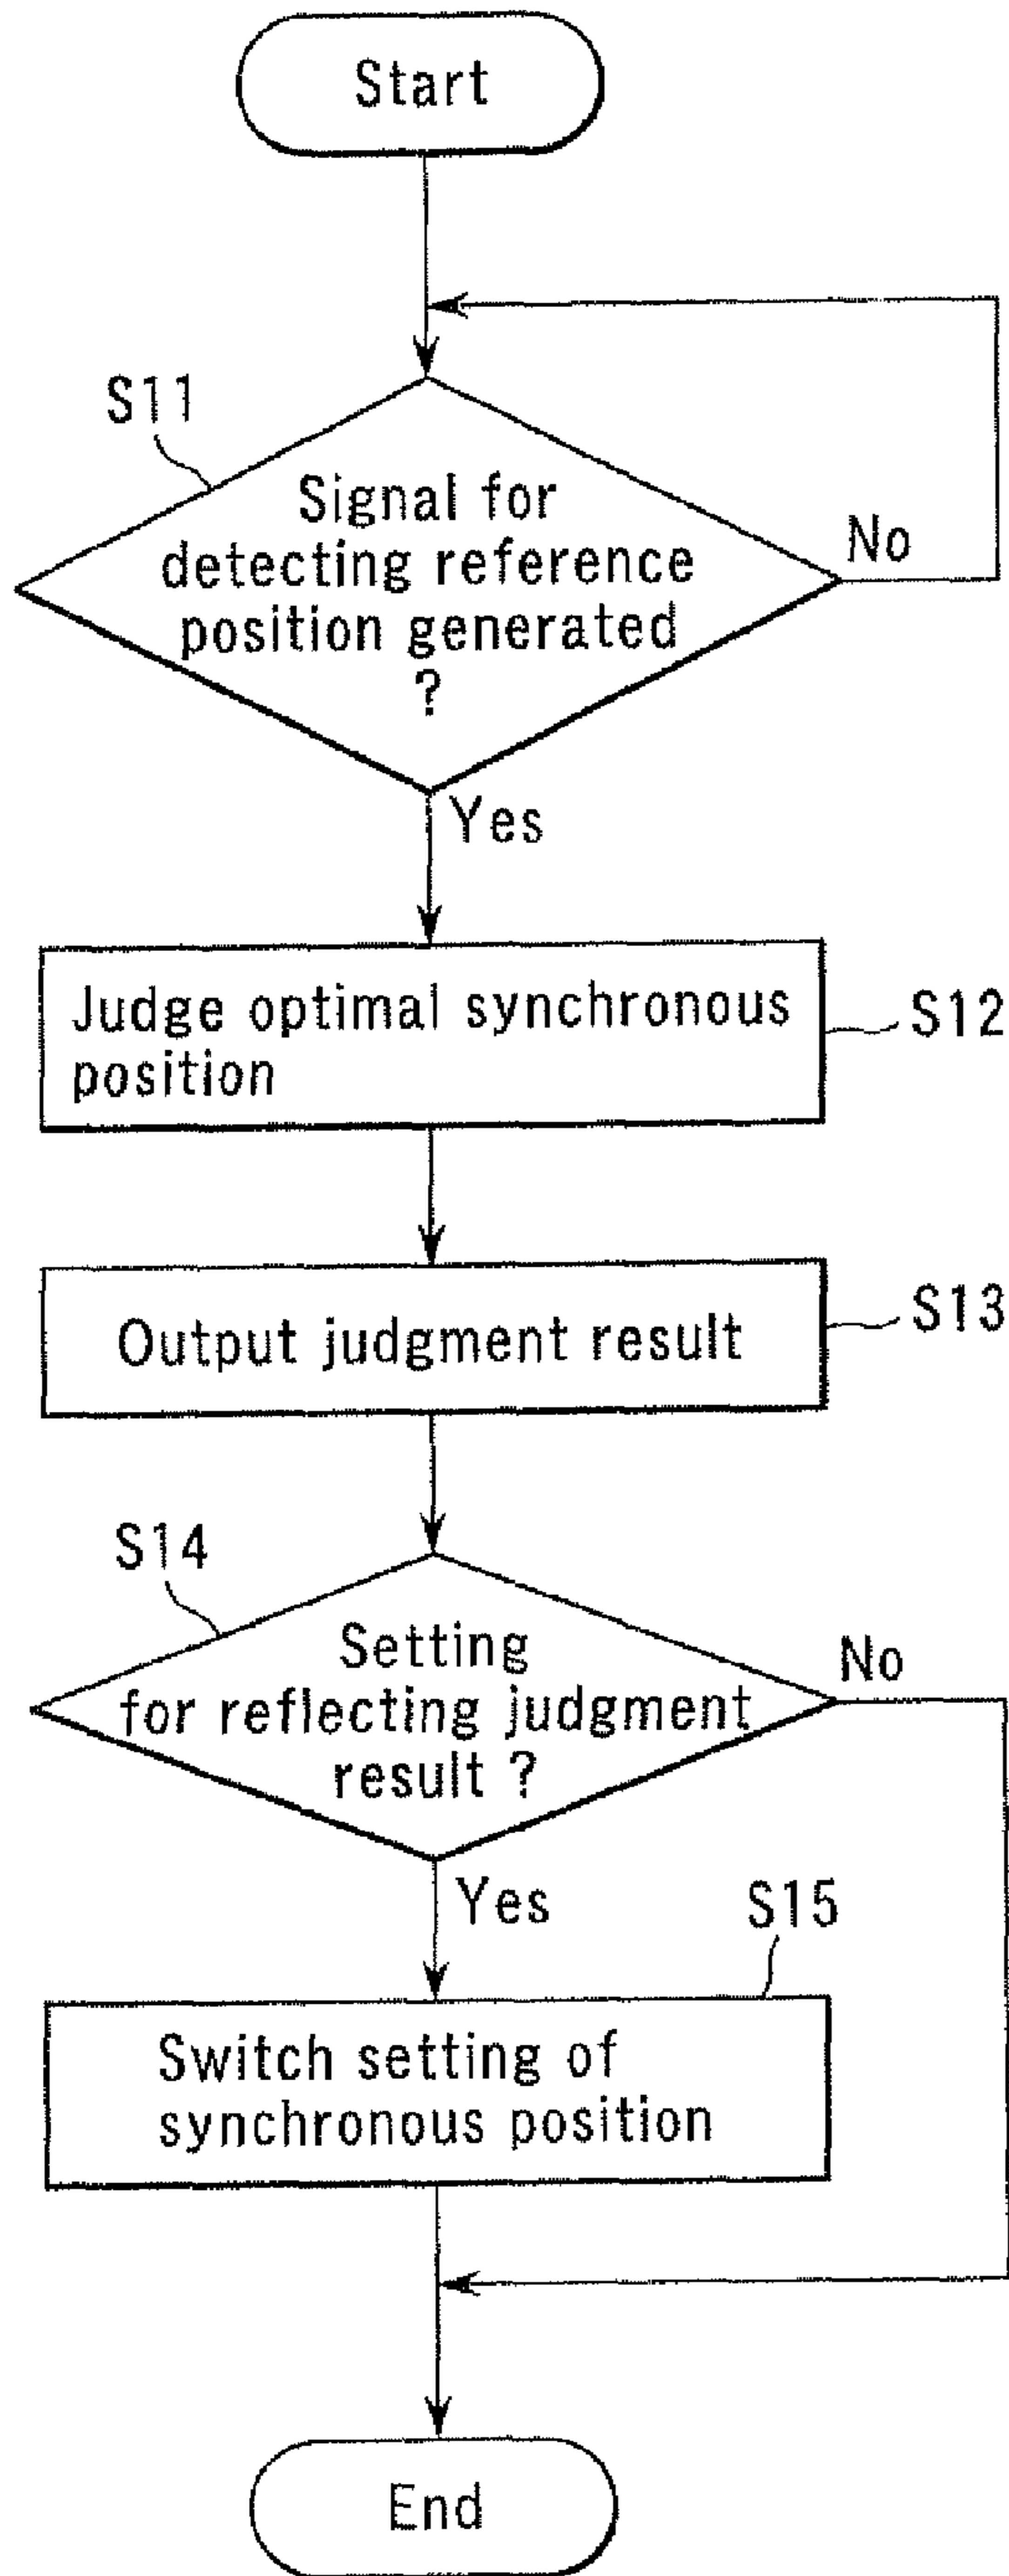 Start
S11
Signal for
detecting reference
position generated
?
No
Yes
Judge optimal synchronous
position
S12
Output judgment result
S13
S14
Setting
for reflecting judgment
result ?
No
Yes
S15
Switch setting of
synchronous position
End